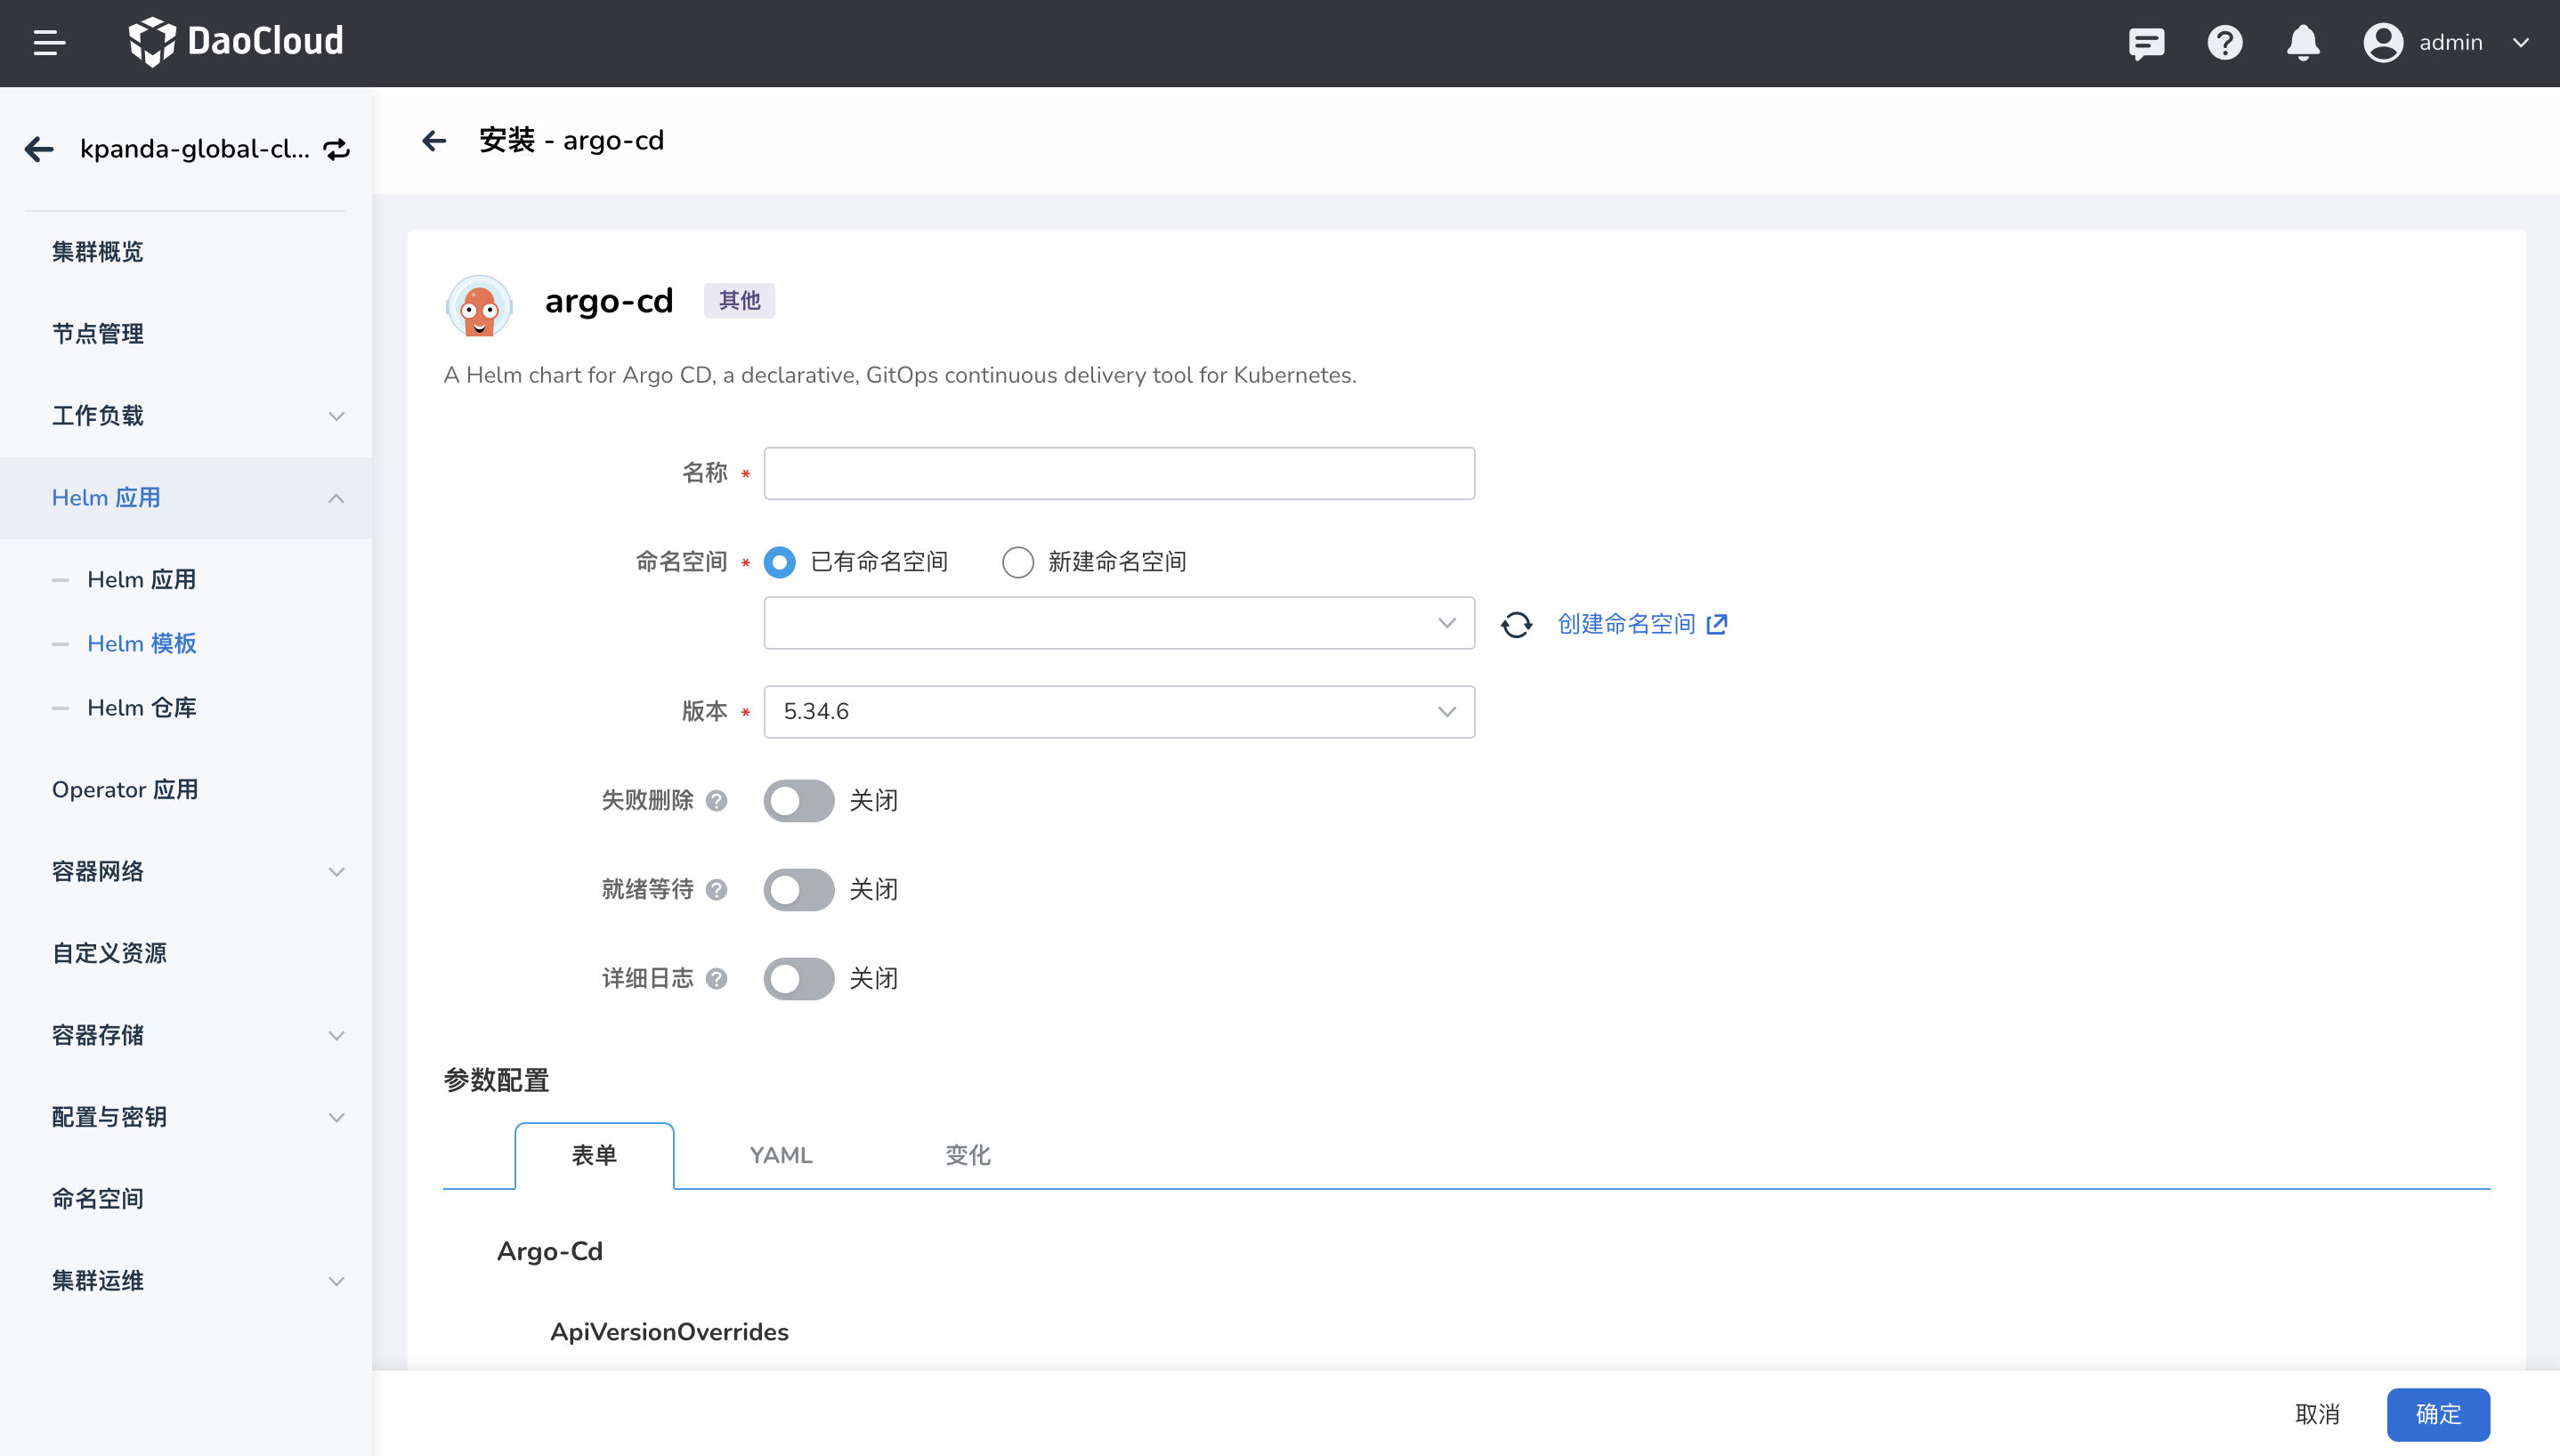 DaoCloud
admin
kpanda-global-cl...
集群概览
节点管理
工作负载
Helm 应用
Helm 应用
Helm 模板
Helm 仓库
Operator 应用
容器网络
自定义资源
容器存储
配置与密钥
命名空间
集群运维
安装 - argo-cd
argo-cd
其他
A Helm chart for Argo CD, a declarative, GitOps continuous delivery tool for Kubernetes.
名称 *
命名空间 * 已有命名空间 新建命名空间
创建命名空间
版本 * 5.34.6
失败删除 ? 关闭
就绪等待 ? 关闭
详细日志 ? 关闭
参数配置
表单 YAML 变化
Argo-Cd
ApiVersionOverrides
取消 确定